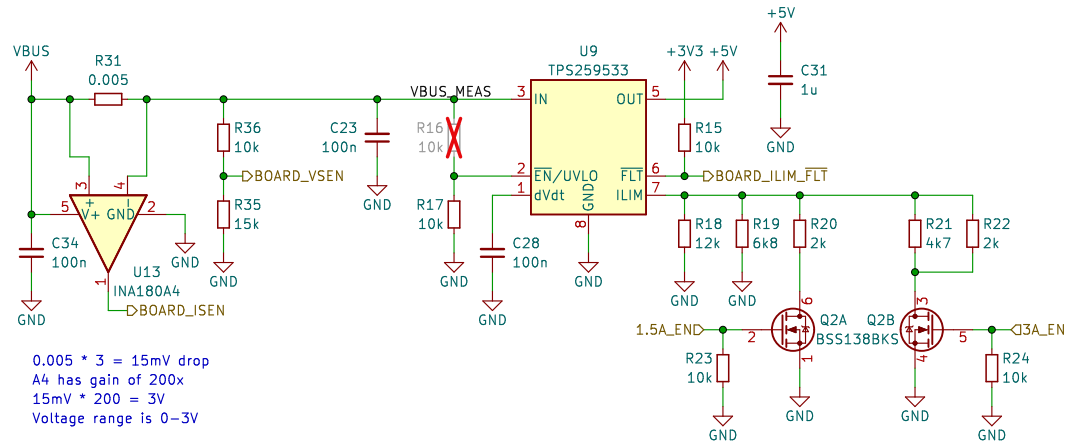 +5V
VBUS
R31
0.005
U9
TPS259533
+3V3
+5V
C31
1u
GND
VBUS_MEAS
3
IN
OUT
5
R36
10k
C23
100n
GND
R16
10k
R15
10k
BOARD_VSEN
2
EN/UVLO
FLT
6
BOARD_ILIM_FLT
1
dVdt
ILIM
7
GND
8
GND
3
4
+
-
5
V+
GND
2
GND
R35
15k
GND
R17
10k
GND
C28
100n
GND
R18
12k
GND
R19
6k8
GND
R20
2k
R21
4k7
R22
2k
C34
100n
GND
1
U13
INA180A4
BOARD_ISEN
1.5A_EN
2
6
1
Q2A
BSS138BKS
Q2B
3
4
5
3A_EN
R23
10k
GND
GND
GND
R24
10k
GND
0.005 * 3 = 15mV drop
A4 has gain of 200x
15mV * 200 = 3V
Voltage range is 0-3V